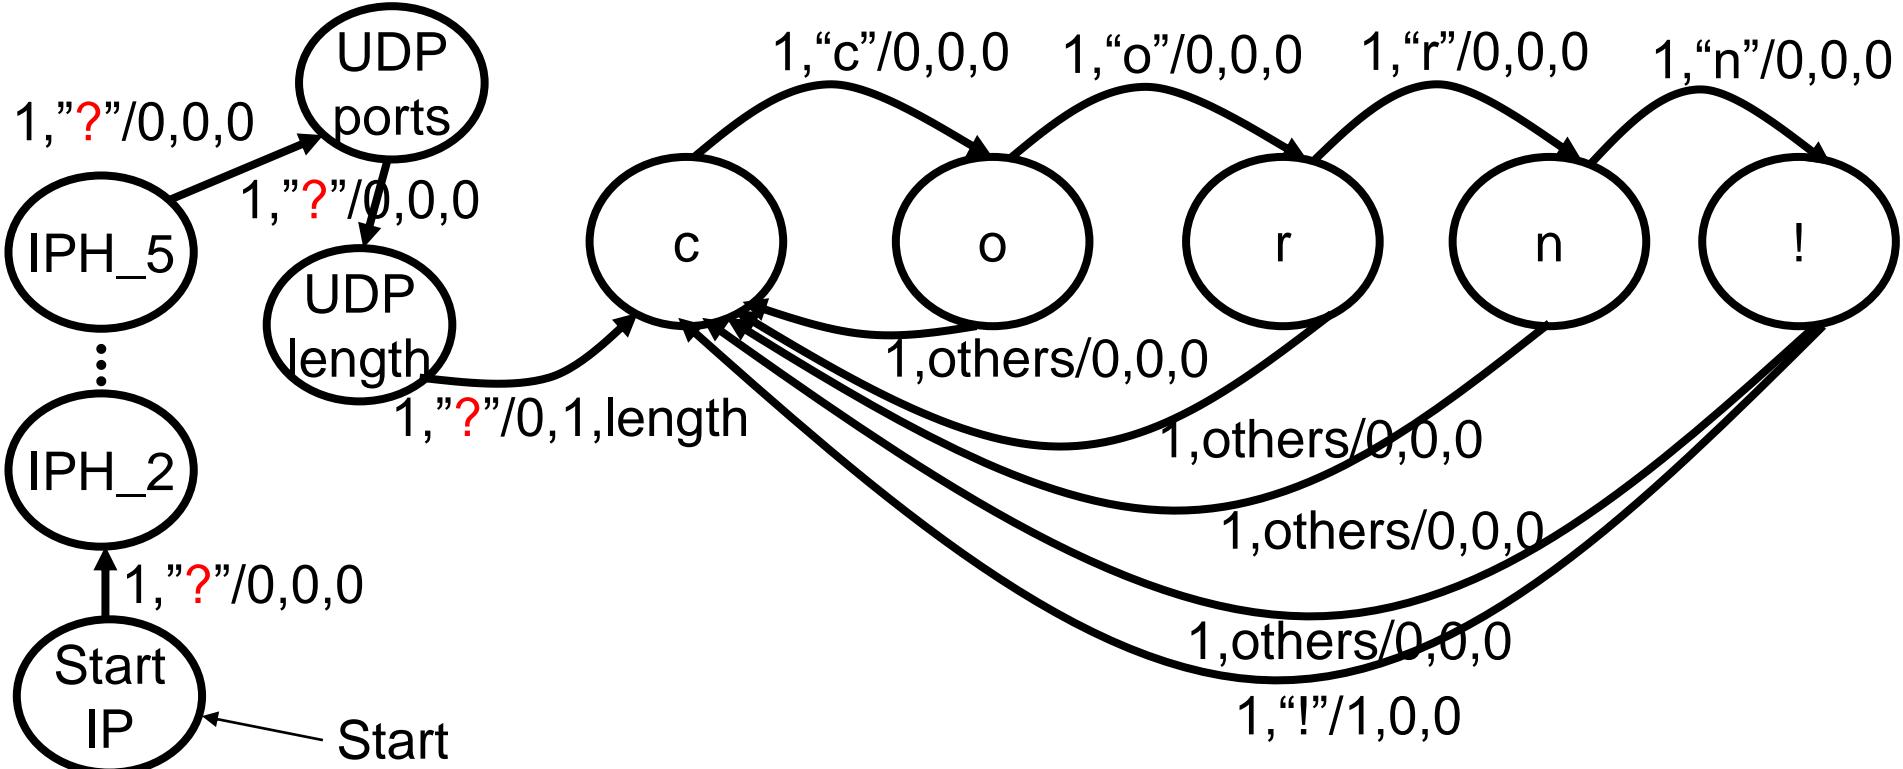 UDP
ports
1,”?”/0,0,0
1,”?”/0,0,0
IPH_5
UDP
length
1,”?”/0,1,length
IPH_2
1,”?”/0,0,0
Start
IP
Start
1,“c”/0,0,0
1,“o”/0,0,0
1,“r”/0,0,0
1,“n”/0,0,0
c
o
r
n
!
1,others/0,0,0
1,others/0,0,0
1,others/0,0,0
1,others/0,0,0
1,“!”/1,0,0